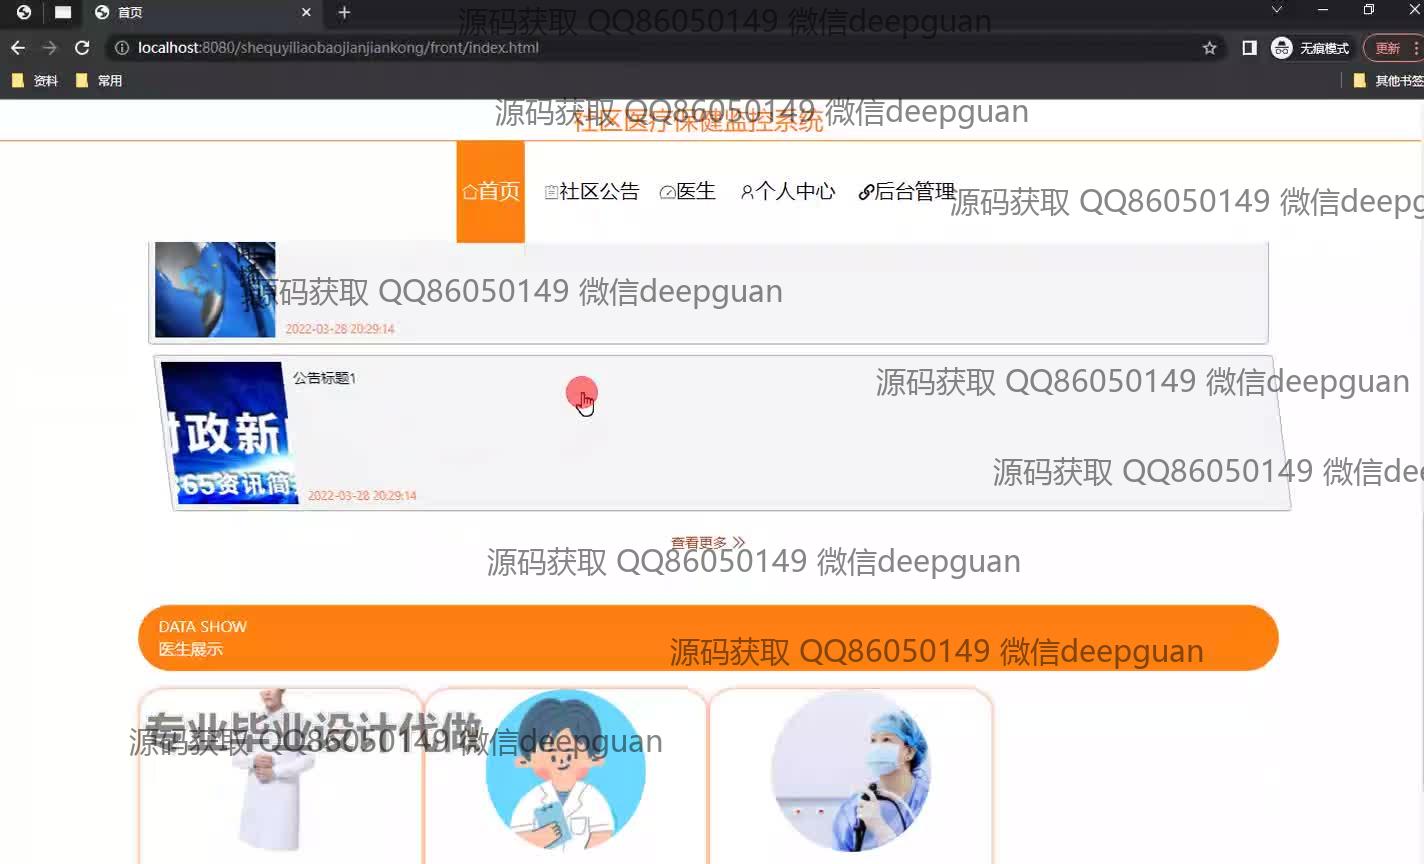 首页
源码获取 QQ86050149 微信deepguan
localhost:8080/shequyiliaobaojianjiankong/front/index.html
无痕模式
更新
资料
常用
其他书签
源码获取 QQ86050149 微信deepguan
社区医疗保健监控系统
首页
社区公告
医生
个人中心
后台管理
源码获取 QQ86050149 微信deepg
源码获取 QQ86050149 微信deepguan
2022-03-28 20:29:14
公告标题1
源码获取 QQ86050149 微信deepguan
时政新
365资讯简
源码获取 QQ86050149 微信dee
2022-03-28 20:29:14
查看更多
源码获取 QQ86050149 微信deepguan
DATA SHOW
医生展示
源码获取 QQ86050149 微信deepguan
专业毕业设计代做
源码获取 QQ86050149 微信deepguan